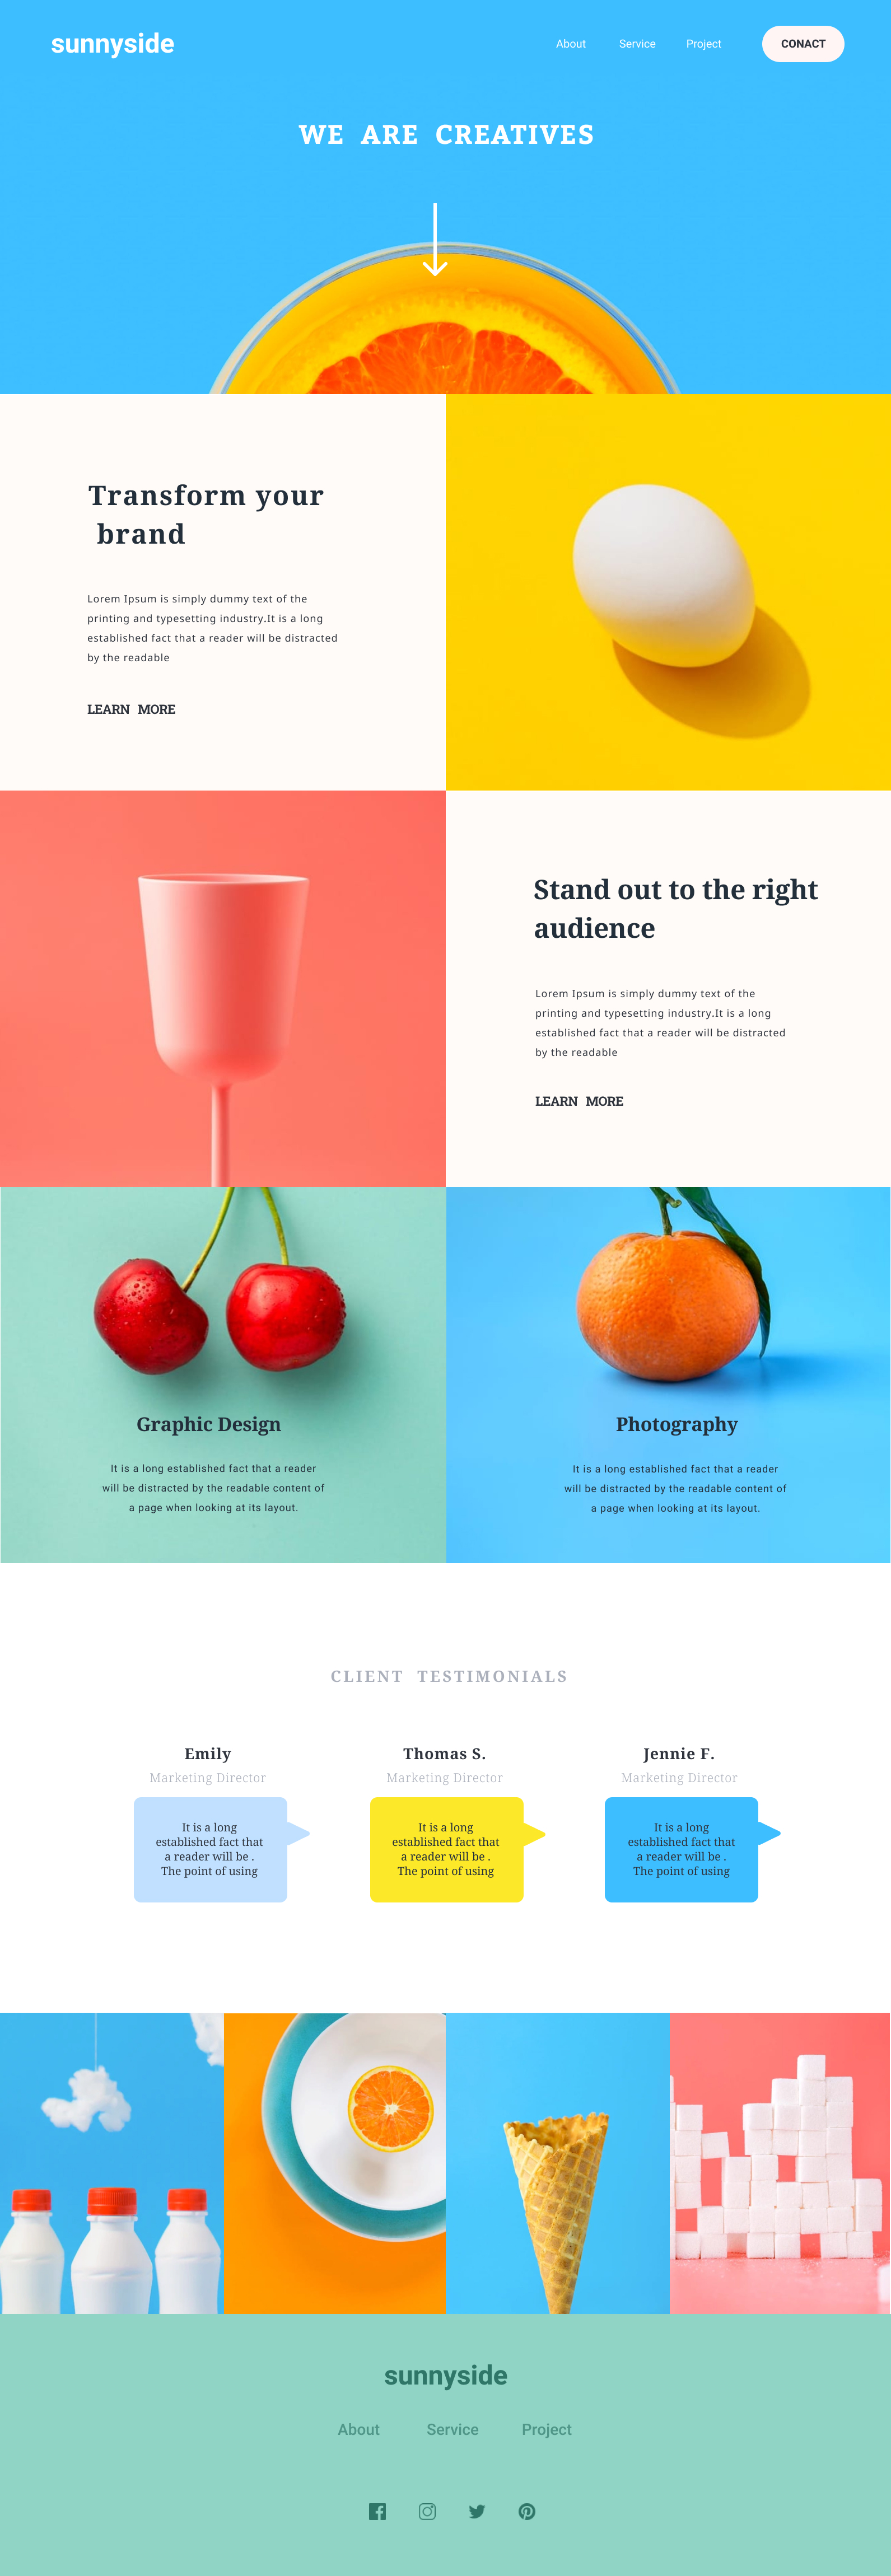 sunnyside
About Service Project CONACT
WE ARE CREATIVES
Transform your
brand
Lorem Ipsum is simply dummy text of the
printing and typesetting industry.It is a long
established fact that a reader will be distracted
by the readable
LEARN MORE
Stand out to the right
audience
Lorem Ipsum is simply dummy text of the
printing and typesetting industry.It is a long
established fact that a reader will be distracted
by the readable
LEARN MORE
Graphic Design
It is a long established fact that a reader
will be distracted by the readable content of
a page when looking at its layout.
Photography
It is a long established fact that a reader
will be distracted by the readable content of
a page when looking at its layout.
CLIENT TESTIMONIALS
Emily
Marketing Director
It is a long
established fact that
a reader will be .
The point of using
Thomas S.
Marketing Director
It is a long
established fact that
a reader will be .
The point of using
Jennie F.
Marketing Director
It is a long
established fact that
a reader will be .
The point of using
sunnyside
About Service Project